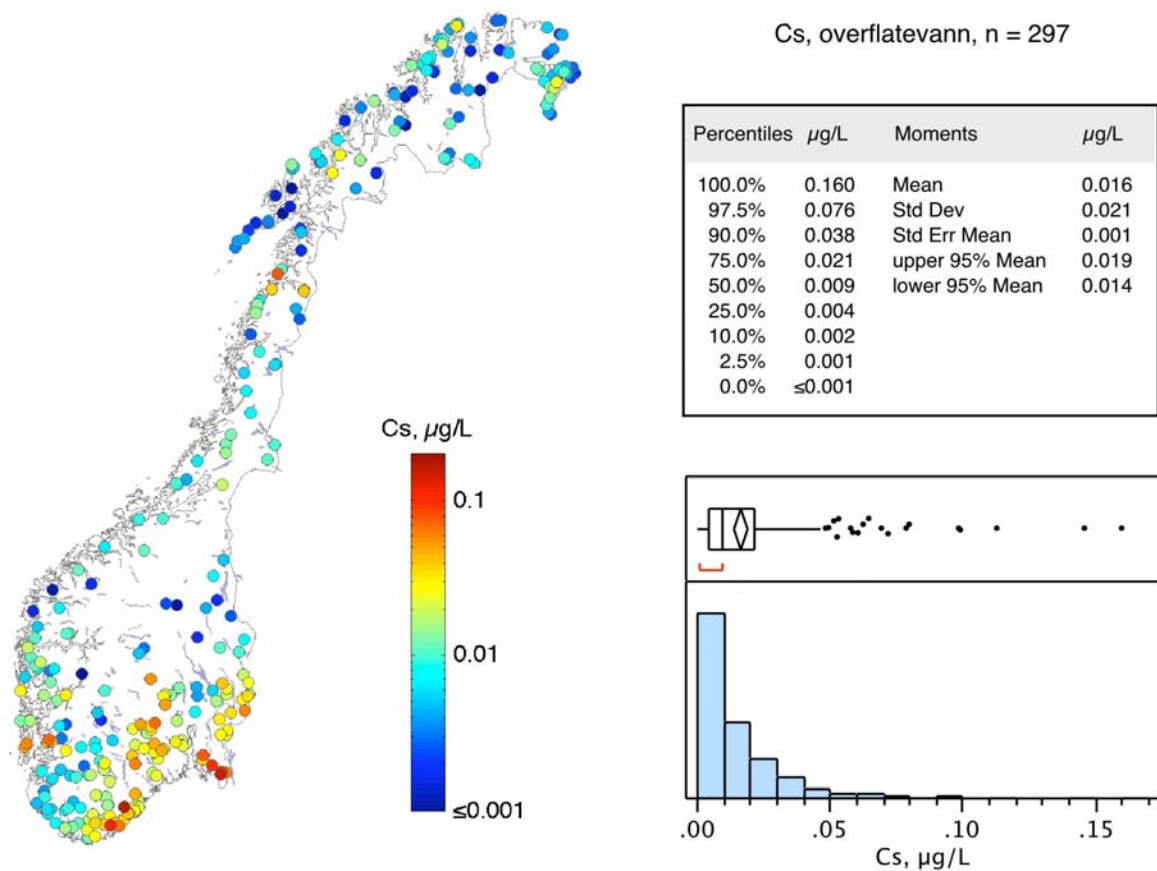 Cs, overflatevann, n = 297
Percentiles µg/L Moments µg/L
100.0% 0.160 Mean 0.016
97.5% 0.076 Std Dev 0.021
90.0% 0.038 Std Err Mean 0.001
75.0% 0.021 upper 95% Mean 0.019
50.0% 0.009 lower 95% Mean 0.014
25.0% 0.004
10.0% 0.002
2.5% 0.001
0.0% ≤0.001
Cs, µg/L
0.1
0.01
≤0.001
.00 .05 .10 .15
Cs, µg/L